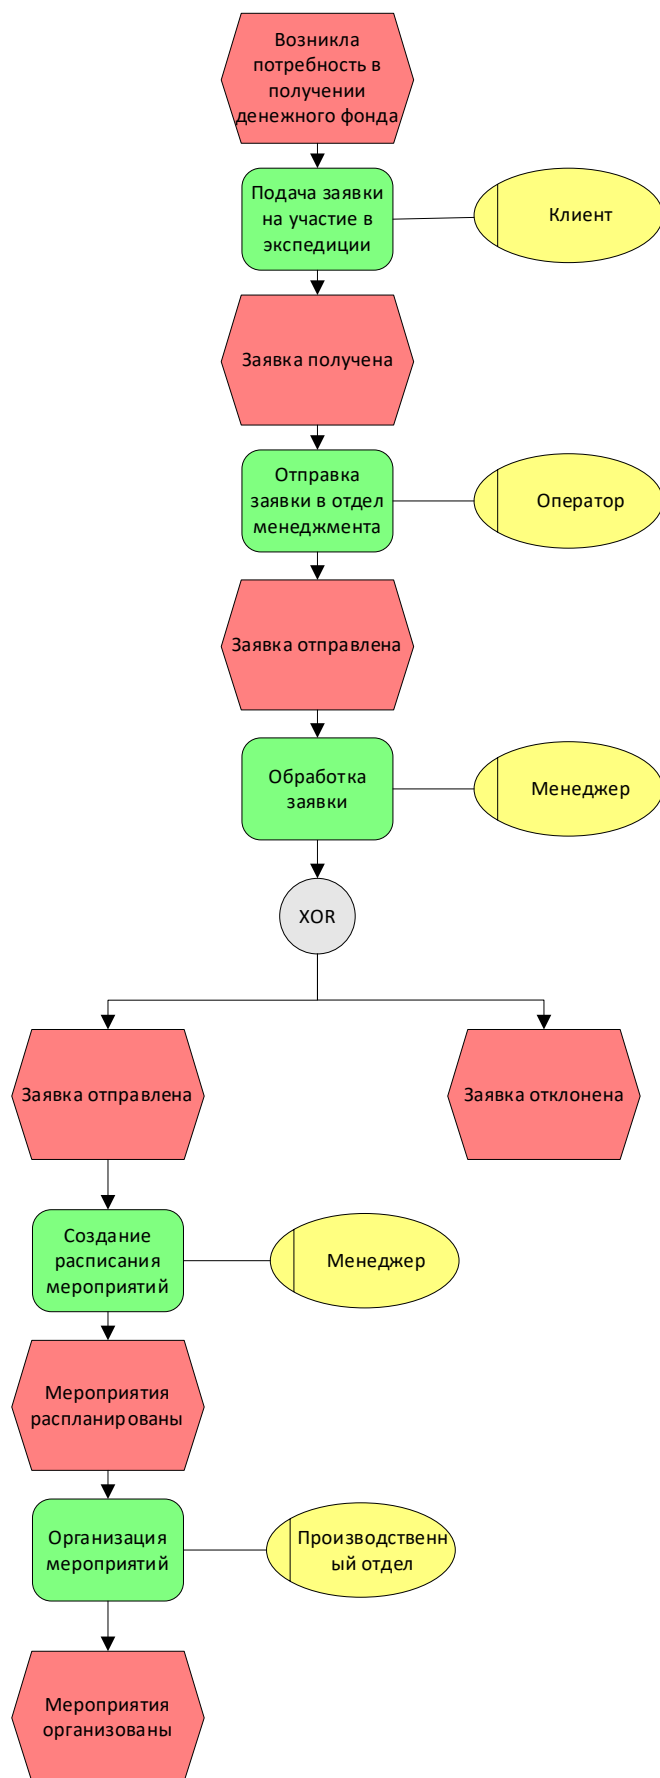 Возникла
потребность в
получении
денежного фонда
Подача заявки
на участие в
экспедиции
Клиент
Заявка получена
Отправка
заявки в отдел
менеджмента
Оператор
Заявка отправлена
Обработка
заявки
Менеджер
XOR
Заявка отправлена
Заявка отклонена
Создание
расписания
мероприятий
Менеджер
Мероприятия
распланированы
Организация
мероприятий
Производственн
ый отдел
Мероприятия
организованы